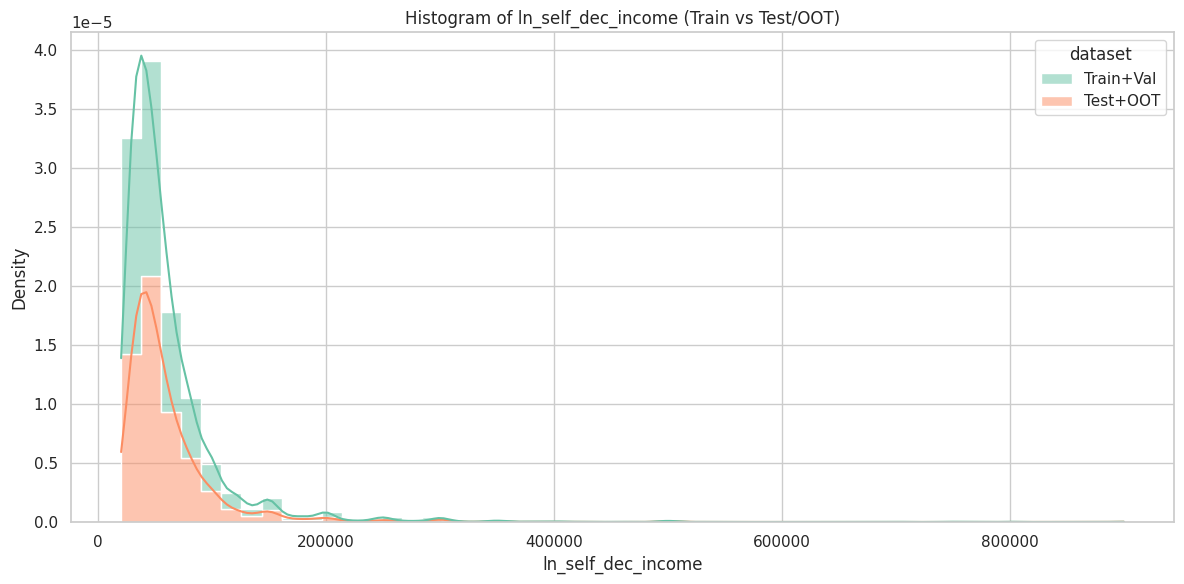 Histogram of ln_self_dec_income (Train vs Test/OOT)
1e−5
dataset
Train+Val
Test+OOT
4.0
3.5
3.0
2.5
2.0
1.5
1.0
0.5
0.0
Density
0
200000
400000
600000
800000
ln_self_dec_income